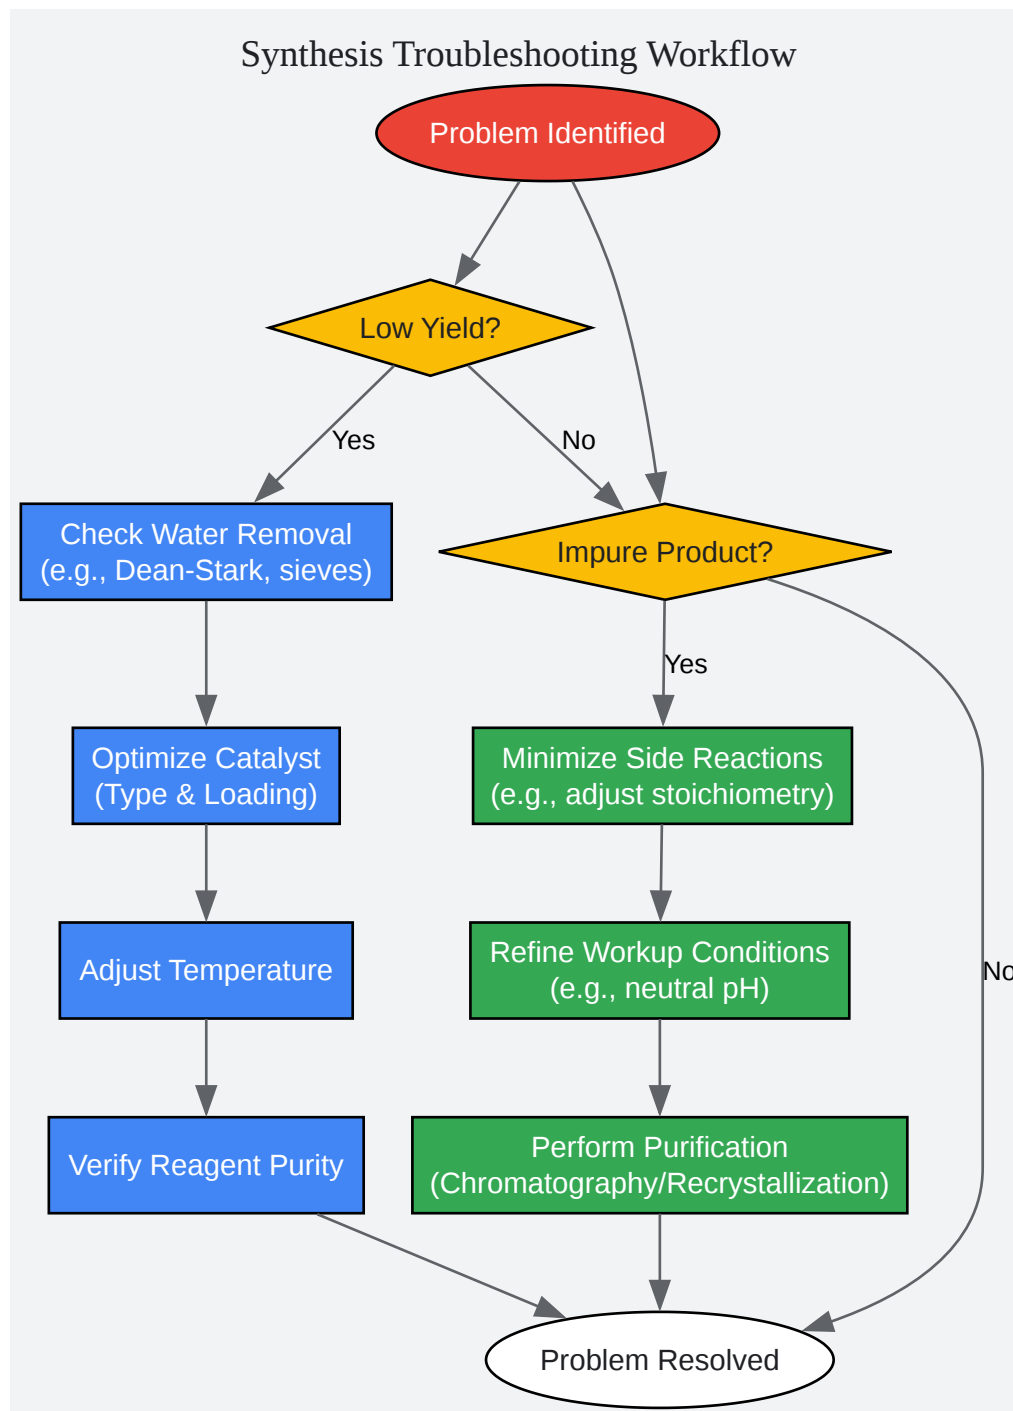 Synthesis Troubleshooting Workflow
Problem Identified
Low Yield?
Yes
No
Check Water Removal
(e.g., Dean-Stark, sieves)
Impure Product?
Yes
Optimize Catalyst
(Type & Loading)
Minimize Side Reactions
(e.g., adjust stoichiometry)
Adjust Temperature
Refine Workup Conditions
(e.g., neutral pH)
No
Verify Reagent Purity
Perform Purification
(Chromatography/Recrystallization)
Problem Resolved